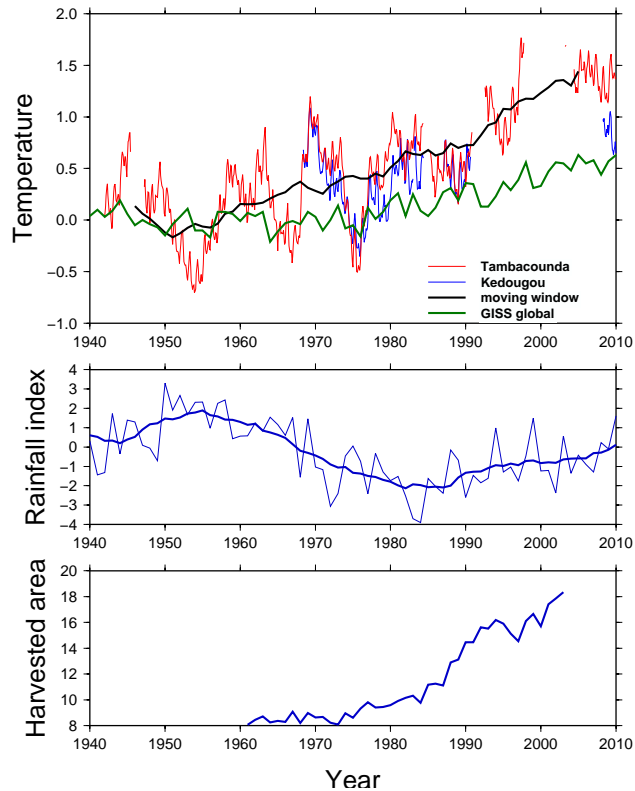 Temperature
2.0
1.5
1.0
0.5
0.0
−0.5
−1.0
Tambacounda
Kedougou
moving window
GISS global
1940 1950 1960 1970 1980 1990 2000 2010
Rainfall index
4
3
2
1
0
−1
−2
−3
−4
1940 1950 1960 1970 1980 1990 2000 2010
Harvested area
20
18
16
14
12
10
8
1940 1950 1960 1970 1980 1990 2000 2010
Year